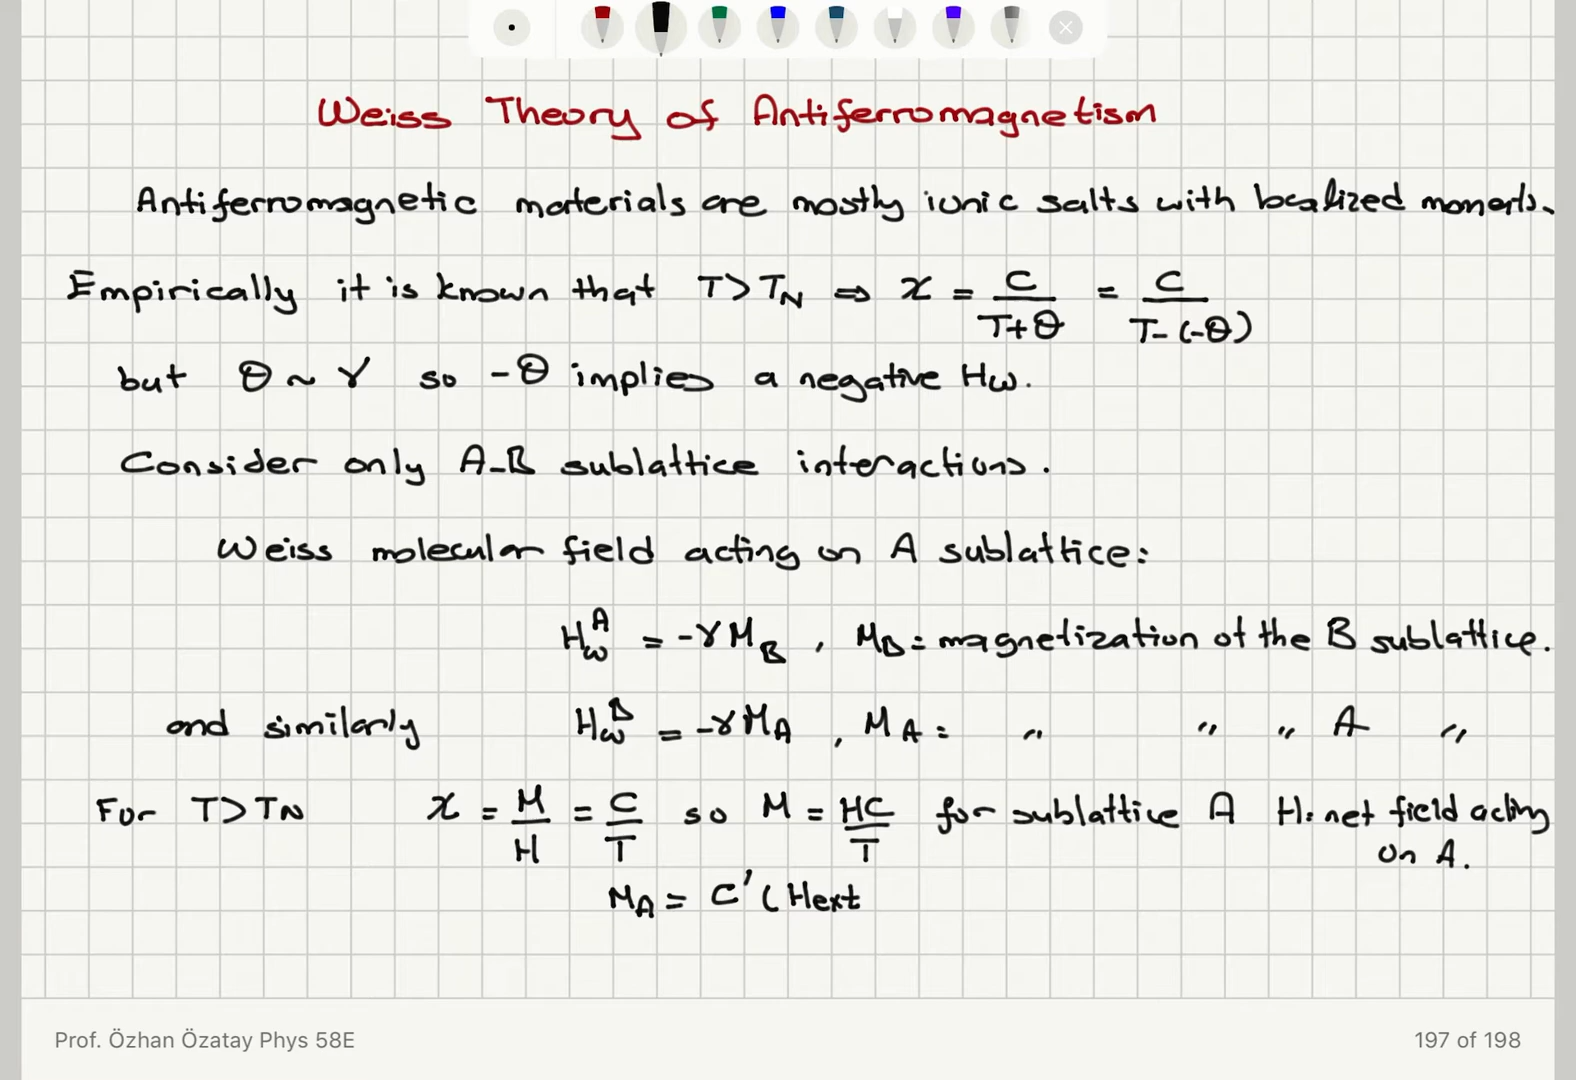 Weiss Theory of Antiferromagnetism
Antiferromagnetic materials are mostly ionic salts with localized moments.
Empirically it is known that T > T_N ⇒ χ = C/(T+θ) = C/(T-(-θ))
but θ ~ γ so -θ implies a negative Hw.
Consider only A-B sublattice interactions.
Weiss molecular field acting on A sublattice:
H_w^A = -γM_B , M_B = magnetization of the B sublattice.
and similarly H_w^B = -γM_A , M_A = " " " A "
For T > T_N χ = M/H = C/T so M = HC/T for sublattice A H: net field acting
on A.
M_A = C' (Hext
Prof. Özhan Özatay Phys 58E
197 of 198